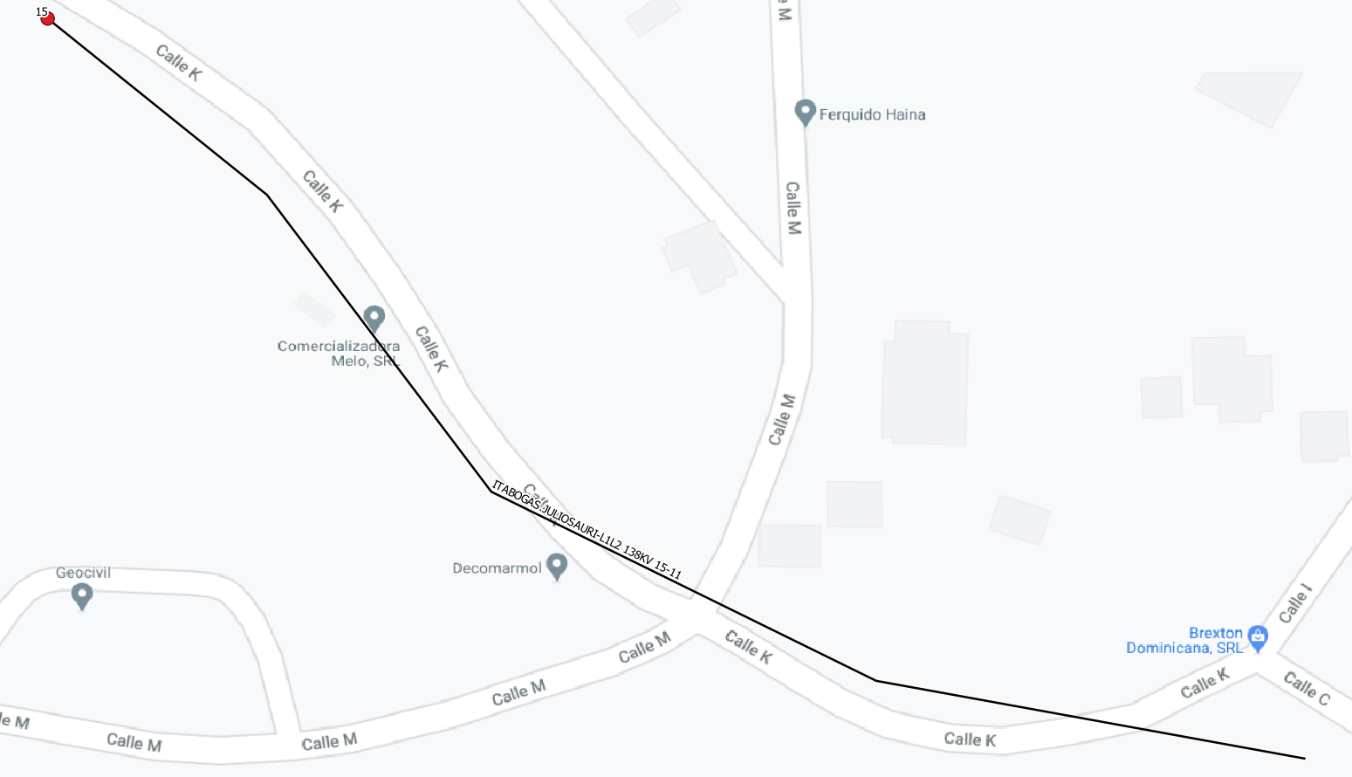 15
Calle K
e M
Ferquido Haina
Calle K
Calle M
Comercializadora
Melo, SRL
Calle K
Calle M
ITABOGAS:JULIOSAURI-L1L2 138KV 15-11
Decomarmol
Geocivil
Calle I
Brexton
Dominicana, SRL
Calle M
Calle K
Calle K
Calle C
Calle M
le M
Calle M
Calle M
Calle K